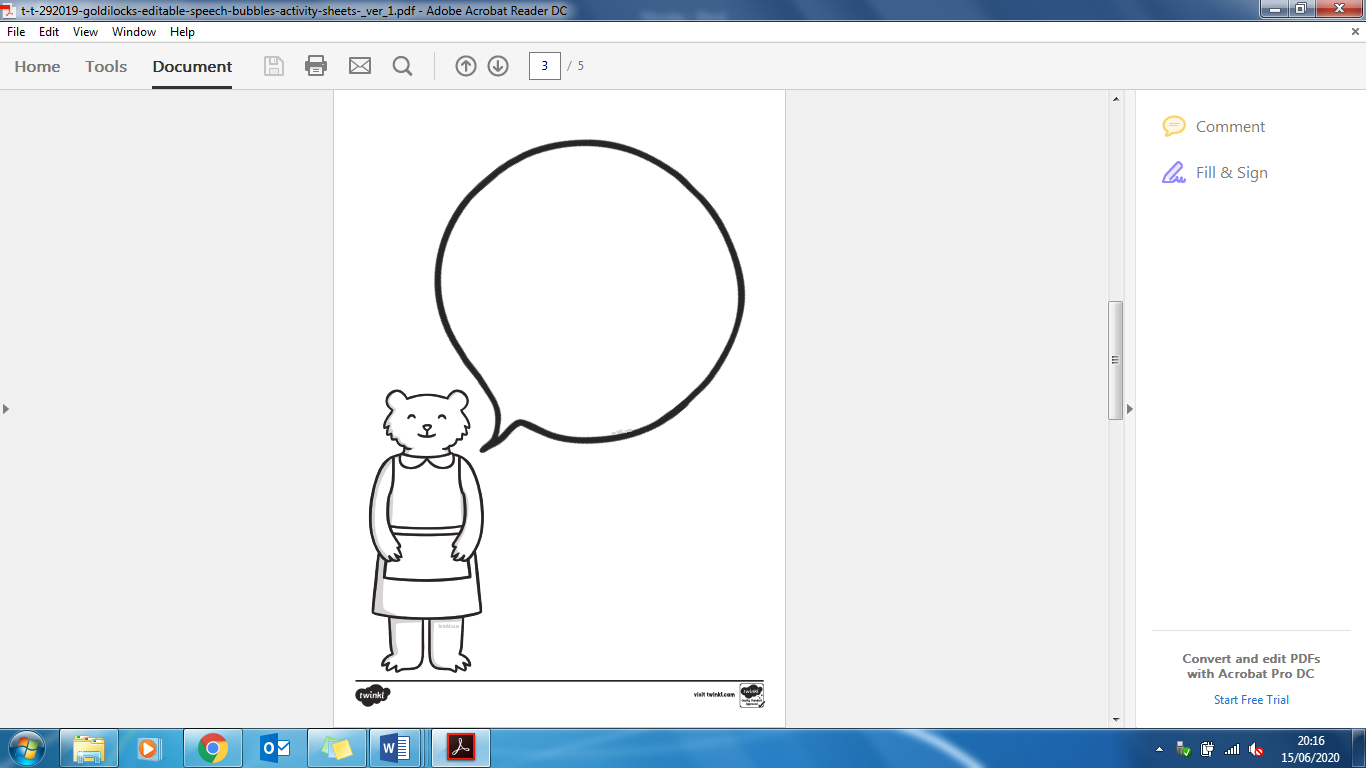 t-t-292019-goldilocks-editable-speech-bubbles-activity-sheets-_ver_1.pdf - Adobe Acrobat Reader DC
File Edit View Window Help
Home Tools Document 3 / 5
Comment
Fill & Sign
twinkl
visit twinkl.com
twinkl
Convert and edit PDFs
with Acrobat Pro DC
Start Free Trial
20:16
15/06/2020